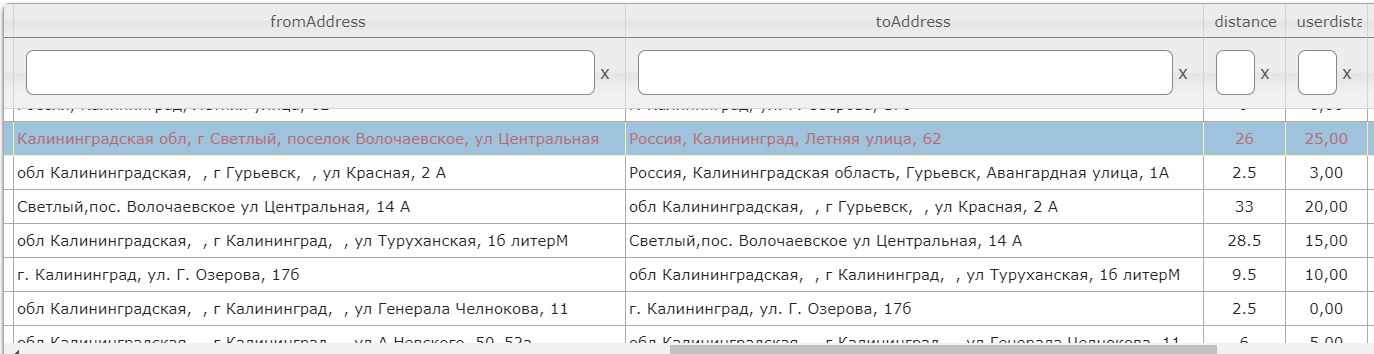 fromAddress toAddress distance userdista
x x x x
Калининградская обл, г Светлый, поселок Волочаевское, ул Центральная Россия, Калининград, Летняя улица, 62 26 25,00
обл Калининградская,  , г Гурьевск,  , ул Красная, 2 А Россия, Калининградская область, Гурьевск, Авангардная улица, 1А 2.5 3,00
Светлый,пос. Волочаевское ул Центральная, 14 А обл Калининградская,  , г Гурьевск,  , ул Красная, 2 А 33 20,00
обл Калининградская,  , г Калининград,  , ул Туруханская, 1б литерМ Светлый,пос. Волочаевское ул Центральная, 14 А 28.5 15,00
г. Калининград, ул. Г. Озерова, 17б обл Калининградская,  , г Калининград,  , ул Туруханская, 1б литерМ 9.5 10,00
обл Калининградская,  , г Калининград,  , ул Генерала Челнокова, 11 г. Калининград, ул. Г. Озерова, 17б 2.5 0,00
обл Калининградская,  , г Калининград,  , ул А.Невского, 50, 52а обл Калининградская,  , г Калининград,  , ул Генерала Челнокова, 11 6 5,00